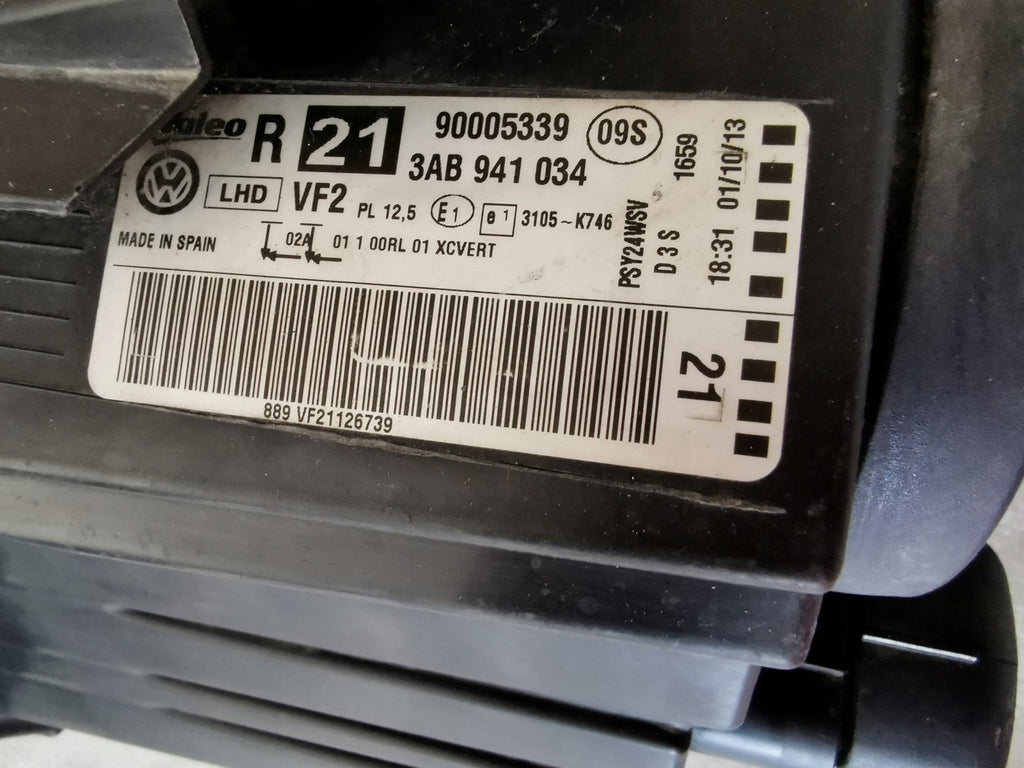 Valeo R 21 90005339 09S
3AB 941 034
VW LHD VF2 PL 12,5 E1 e1 3105~K746
MADE IN SPAIN 02A 01 1 00RL 01 XCVERT
PSY24WSV
D3S
1659
18:31 01/10/13
21
889 VF21126739